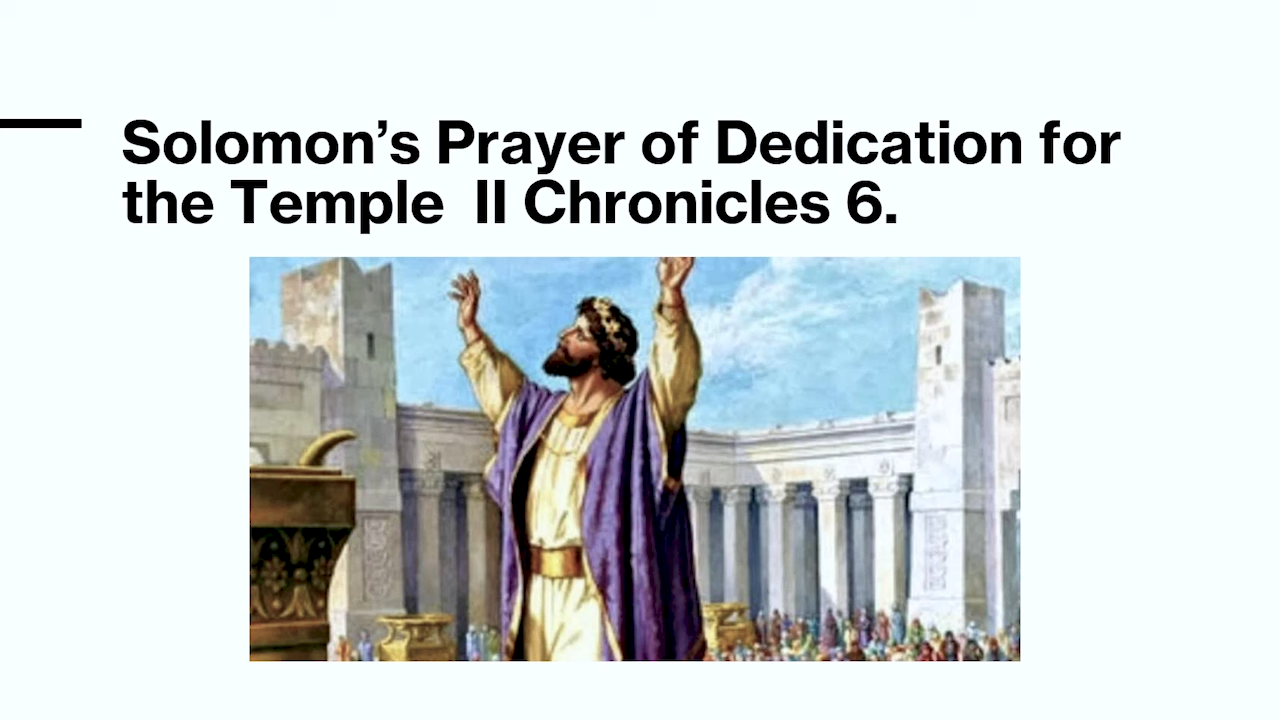 Solomon’s Prayer of Dedication for
the Temple  II Chronicles 6.